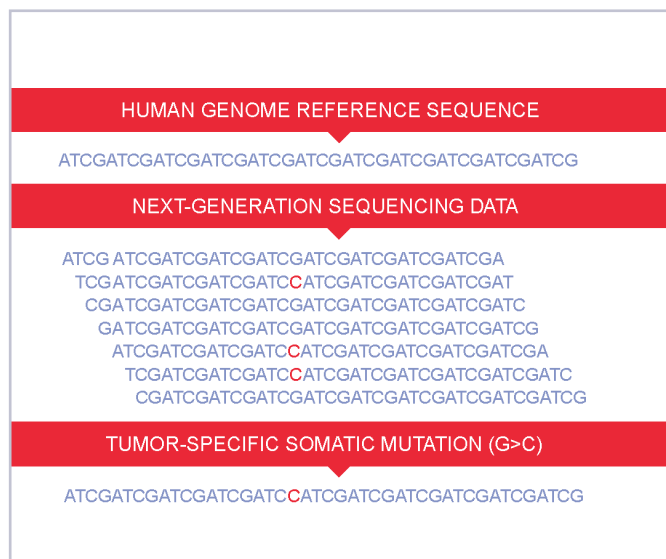 HUMAN GENOME REFERENCE SEQUENCE
ATCGATCGATCGATCGATCGATCGATCGATCGATCGATCGATCG
NEXT-GENERATION SEQUENCING DATA
ATCG ATCGATCGATCGATCGATCGATCGATCGATCGA
TCGATCGATCGATCGATCCATCGATCGATCGATCGAT
CGATCGATCGATCGATCGATCGATCGATCGATCGATC
GATCGATCGATCGATCGATCGATCGATCGATCGATCG
ATCGATCGATCGATCCATCGATCGATCGATCGATCGA
TCGATCGATCGATCCATCGATCGATCGATCGATCGATC
CGATCGATCGATCGATCGATCGATCGATCGATCGATCG
TUMOR-SPECIFIC SOMATIC MUTATION (G>C)
ATCGATCGATCGATCGATCCATCGATCGATCGATCGATCGATCG